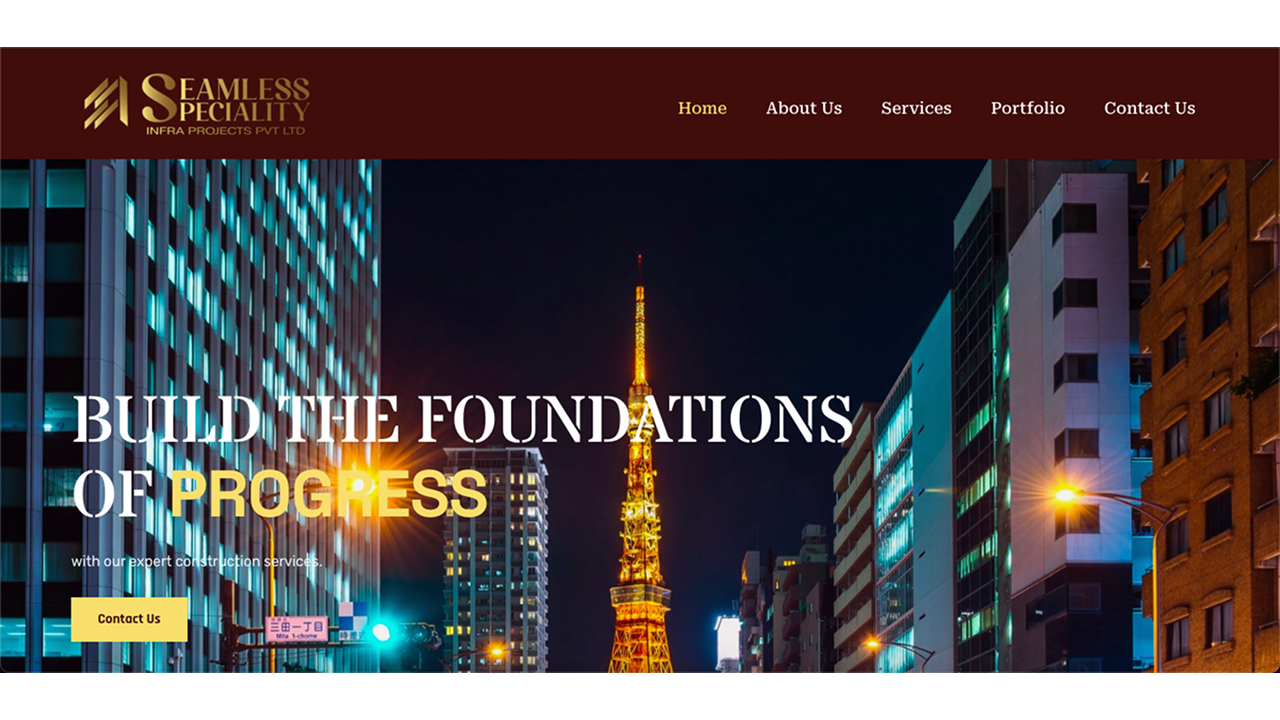 SEAMLESS
SPECIALITY
INFRA PROJECTS PVT LTD
Home About Us Services Portfolio Contact Us
BUILD THE FOUNDATIONS
OF PROGRESS
with our expert construction services.
Contact Us
三田一丁目
Mita 1-chome